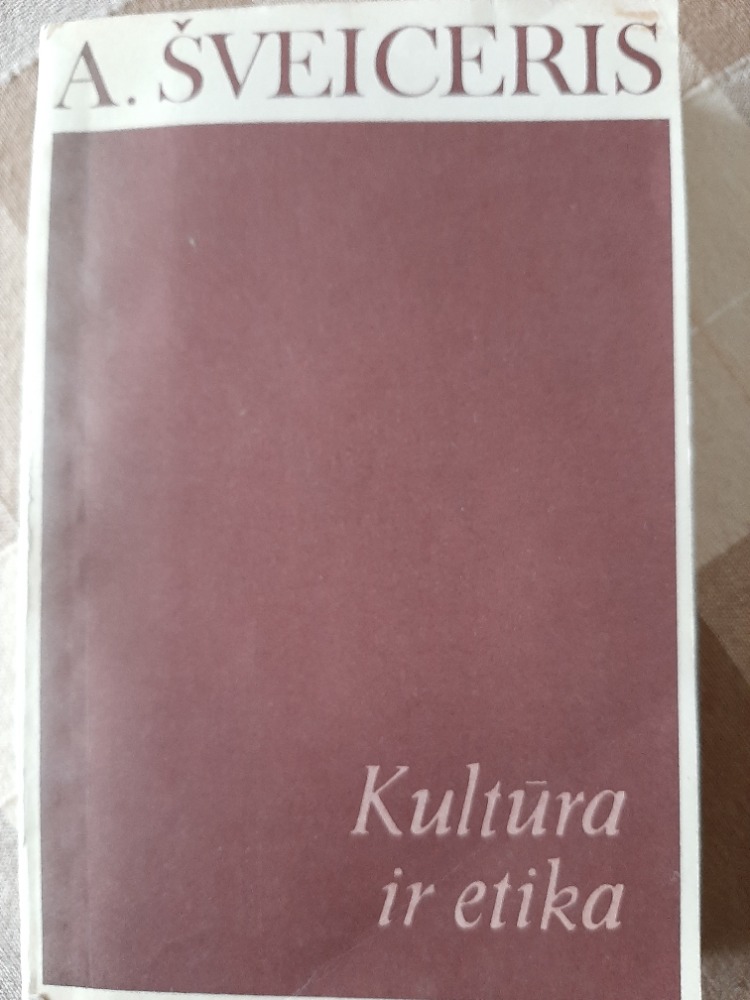 A. ŠVEICERIS
Kultūra
ir etika